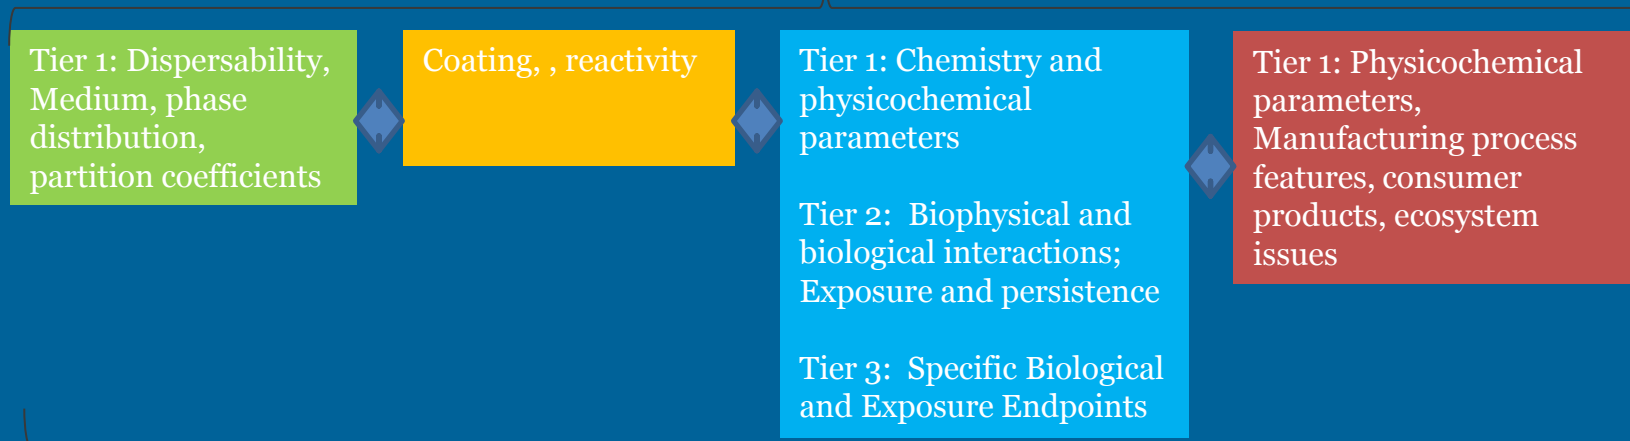 Tier 1: Dispersability,
Medium, phase
distribution,
partition coefficients
Coating, , reactivity
Tier 1: Chemistry and
physicochemical
parameters
Tier 2:  Biophysical and
biological interactions;
Exposure and persistence
Tier 3:  Specific Biological
and Exposure Endpoints
Tier 1: Physicochemical
parameters,
Manufacturing process
features, consumer
products, ecosystem
issues